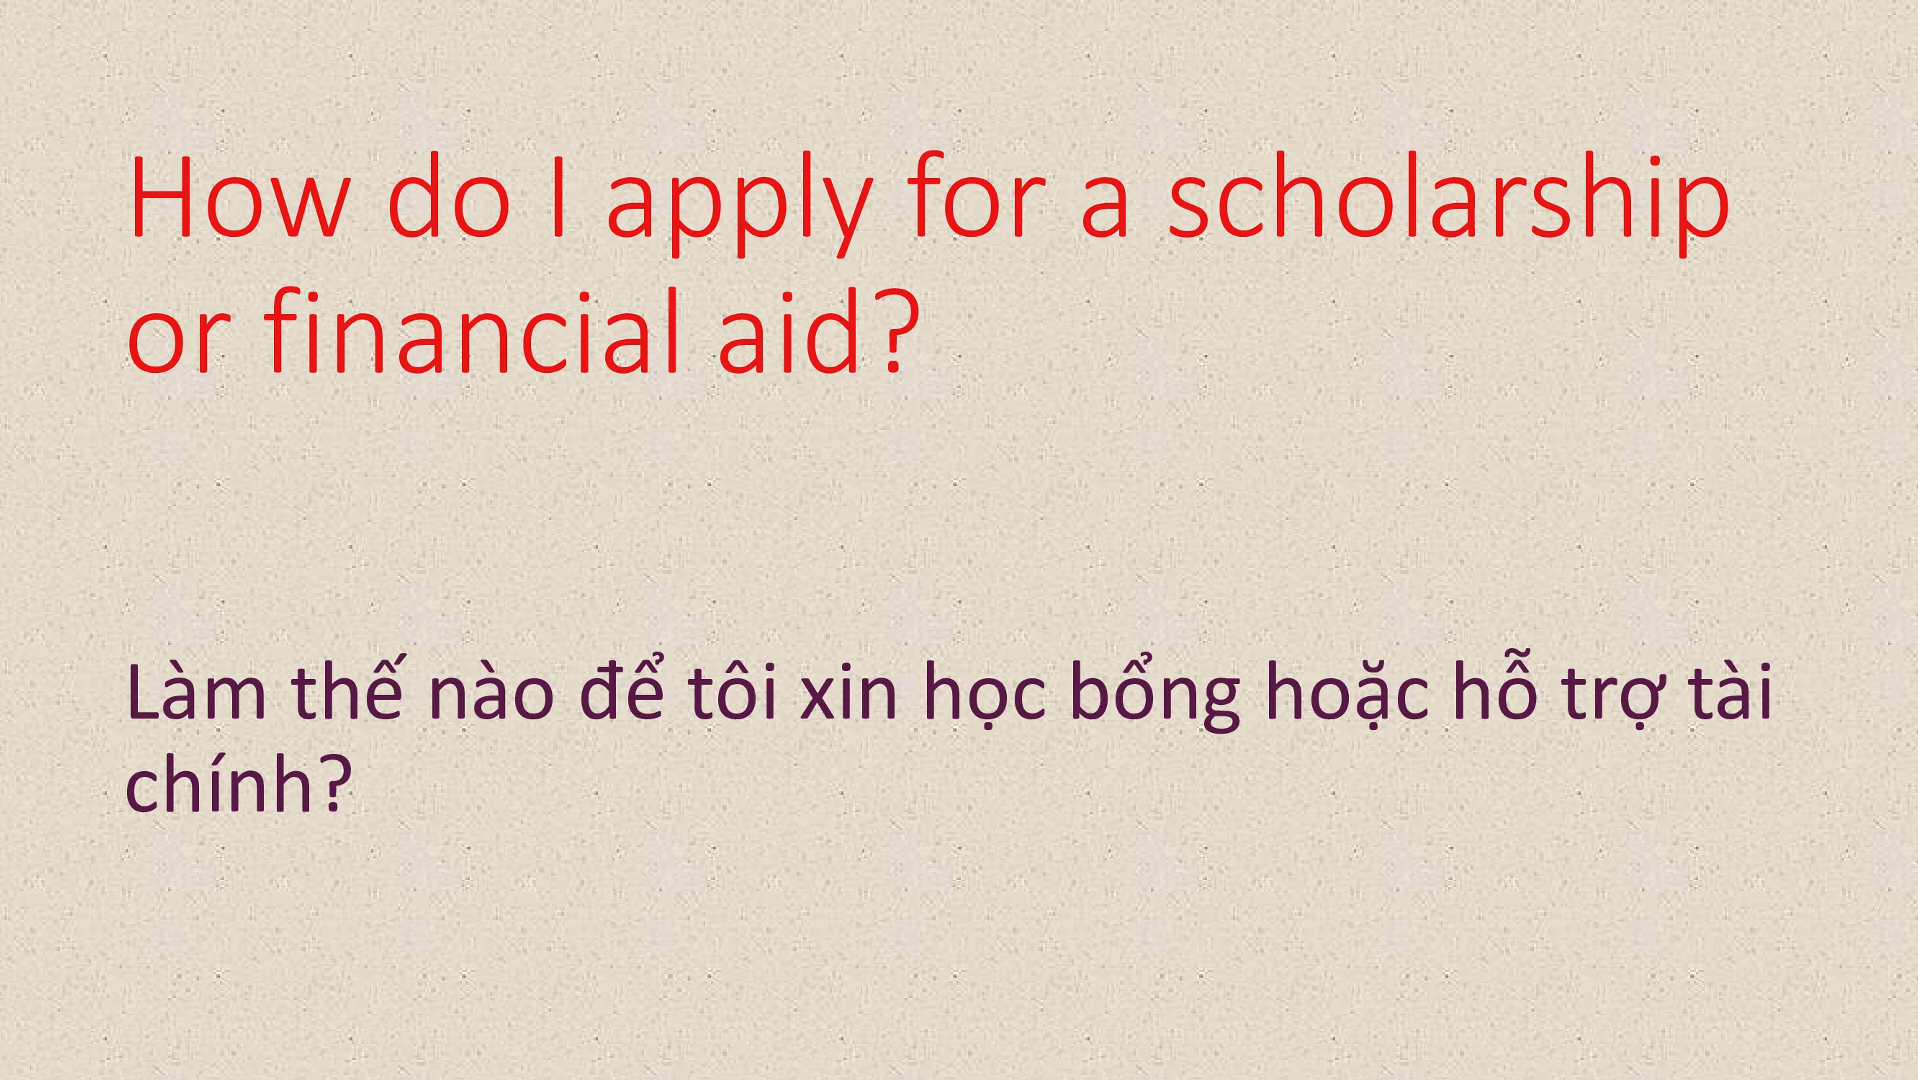 How do I apply for a scholarship
or financial aid?
Làm thế nào để tôi xin học bổng hoặc hỗ trợ tài
chính?